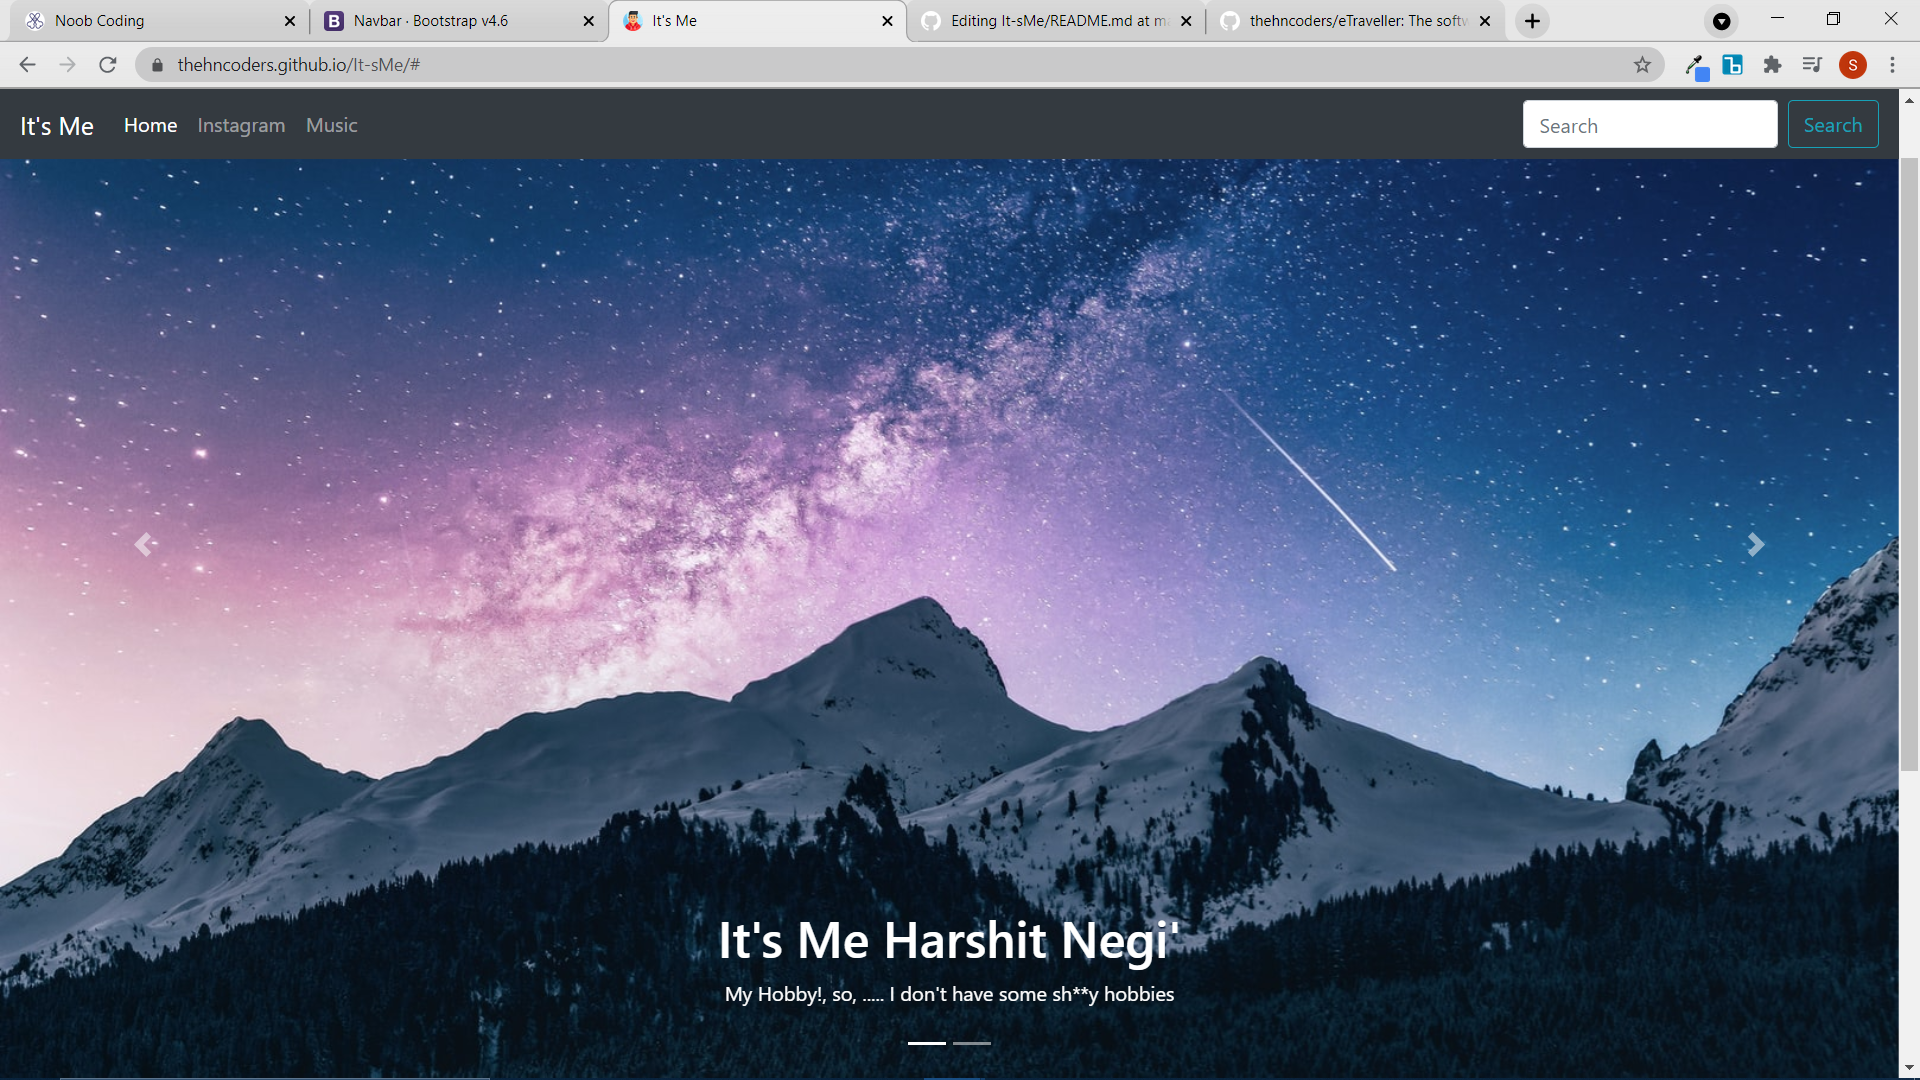 Noob Coding
Navbar · Bootstrap v4.6
It's Me
Editing It-sMe/README.md at m
thehncoders/eTraveller: The softw
thehncoders.github.io/It-sMe/#
S
It's Me
Home
Instagram
Music
Search
Search
It's Me Harshit Negi'
My Hobby!, so, ..... I don't have some sh**y hobbies